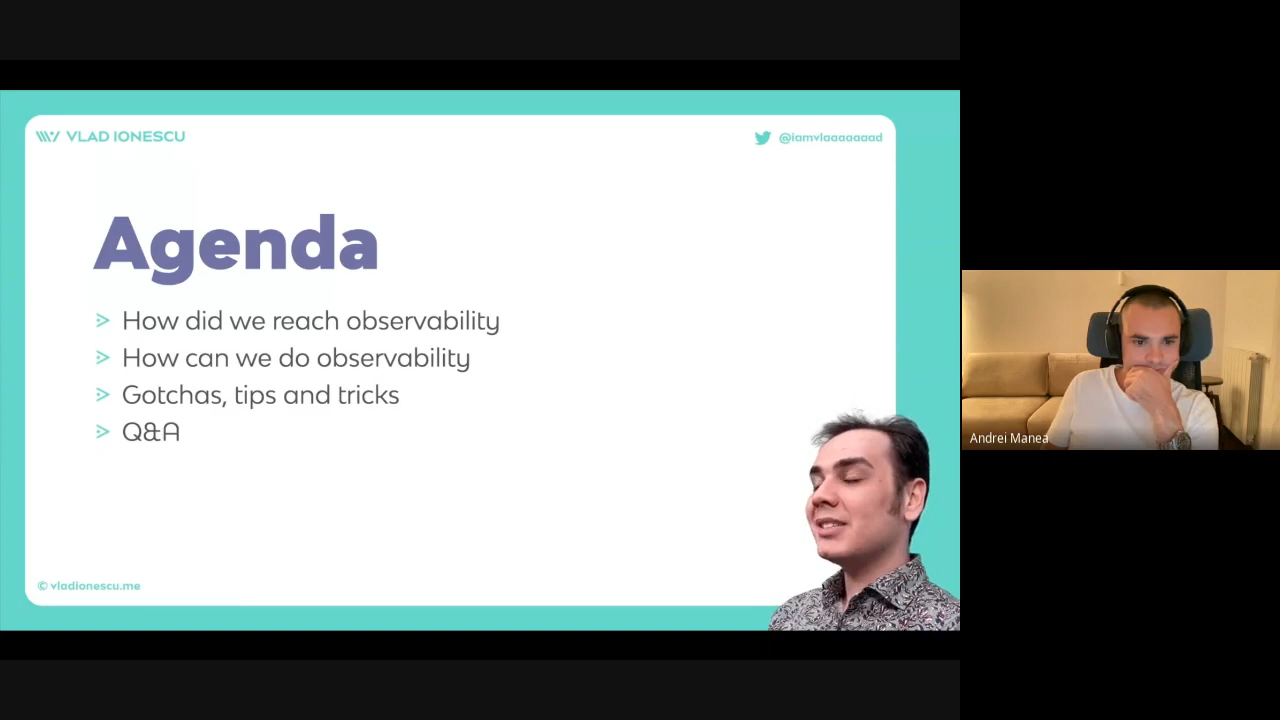 VLAD IONESCU
@iamvlaaaaaaad
Agenda
How did we reach observability
How can we do observability
Gotchas, tips and tricks
Q&A
© vladionescu.me
Andrei Manea